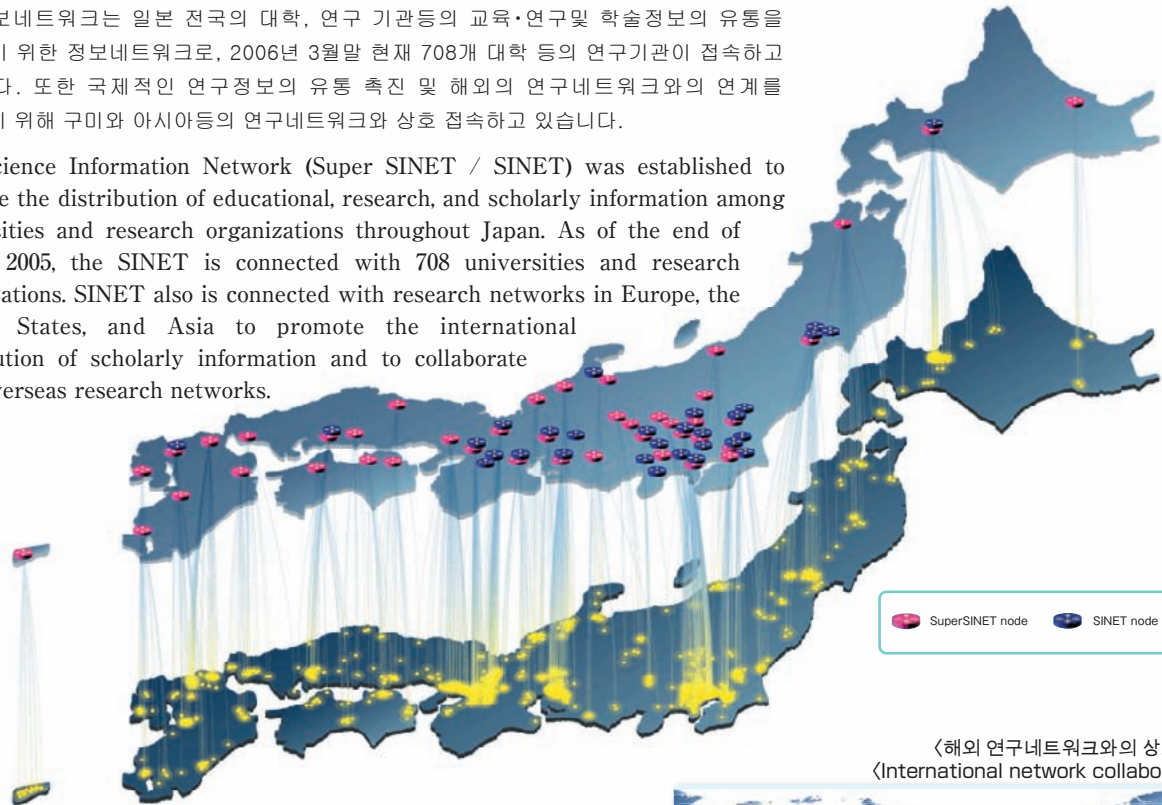 보네트워크는 일본 전국의 대학, 연구 기관등의 교육·연구및 학술정보의 유통을
위한 정보네트워크로, 2006년 3월말 현재 708개 대학 등의 연구기관이 접속하고
다. 또한 국제적인 연구정보의 유통 촉진 및 해외의 연구네트워크와의 연계를
위해 구미와 아시아등의 연구네트워크와 상호 접속하고 있습니다.
cience Information Network (Super SINET / SINET) was established to
e the distribution of educational, research, and scholarly information among
sities and research organizations throughout Japan. As of the end of
2005, the SINET is connected with 708 universities and research
ations. SINET also is connected with research networks in Europe, the
States, and Asia to promote the international
ution of scholarly information and to collaborate
verseas research networks.
SuperSINET node SINET node
〈해외 연구네트워크와의 상
〈International network collabo